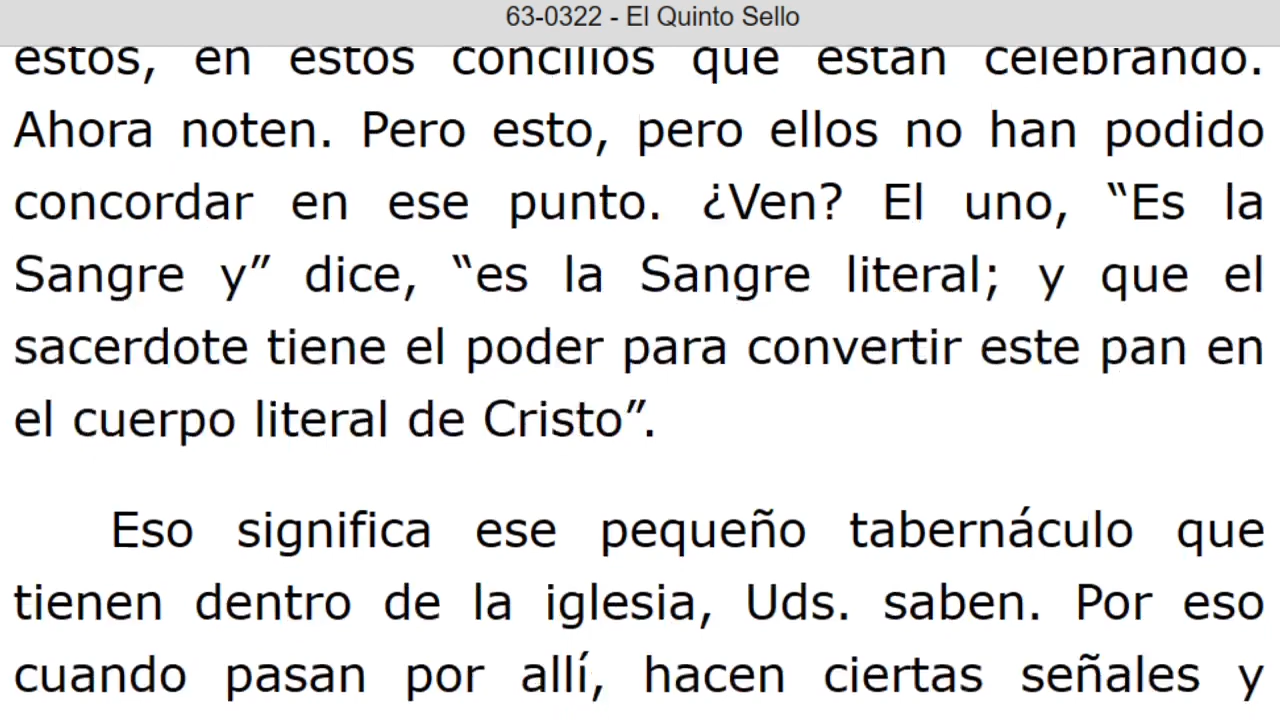 63-0322 - El Quinto Sello
estos, en estos concilios que están celebrando.
Ahora noten. Pero esto, pero ellos no han podido
concordar en ese punto. ¿Ven? El uno, “Es la
Sangre y” dice, “es la Sangre literal; y que el
sacerdote tiene el poder para convertir este pan en
el cuerpo literal de Cristo”.
Eso significa ese pequeño tabernáculo que
tienen dentro de la iglesia, Uds. saben. Por eso
cuando pasan por allí, hacen ciertas señales y